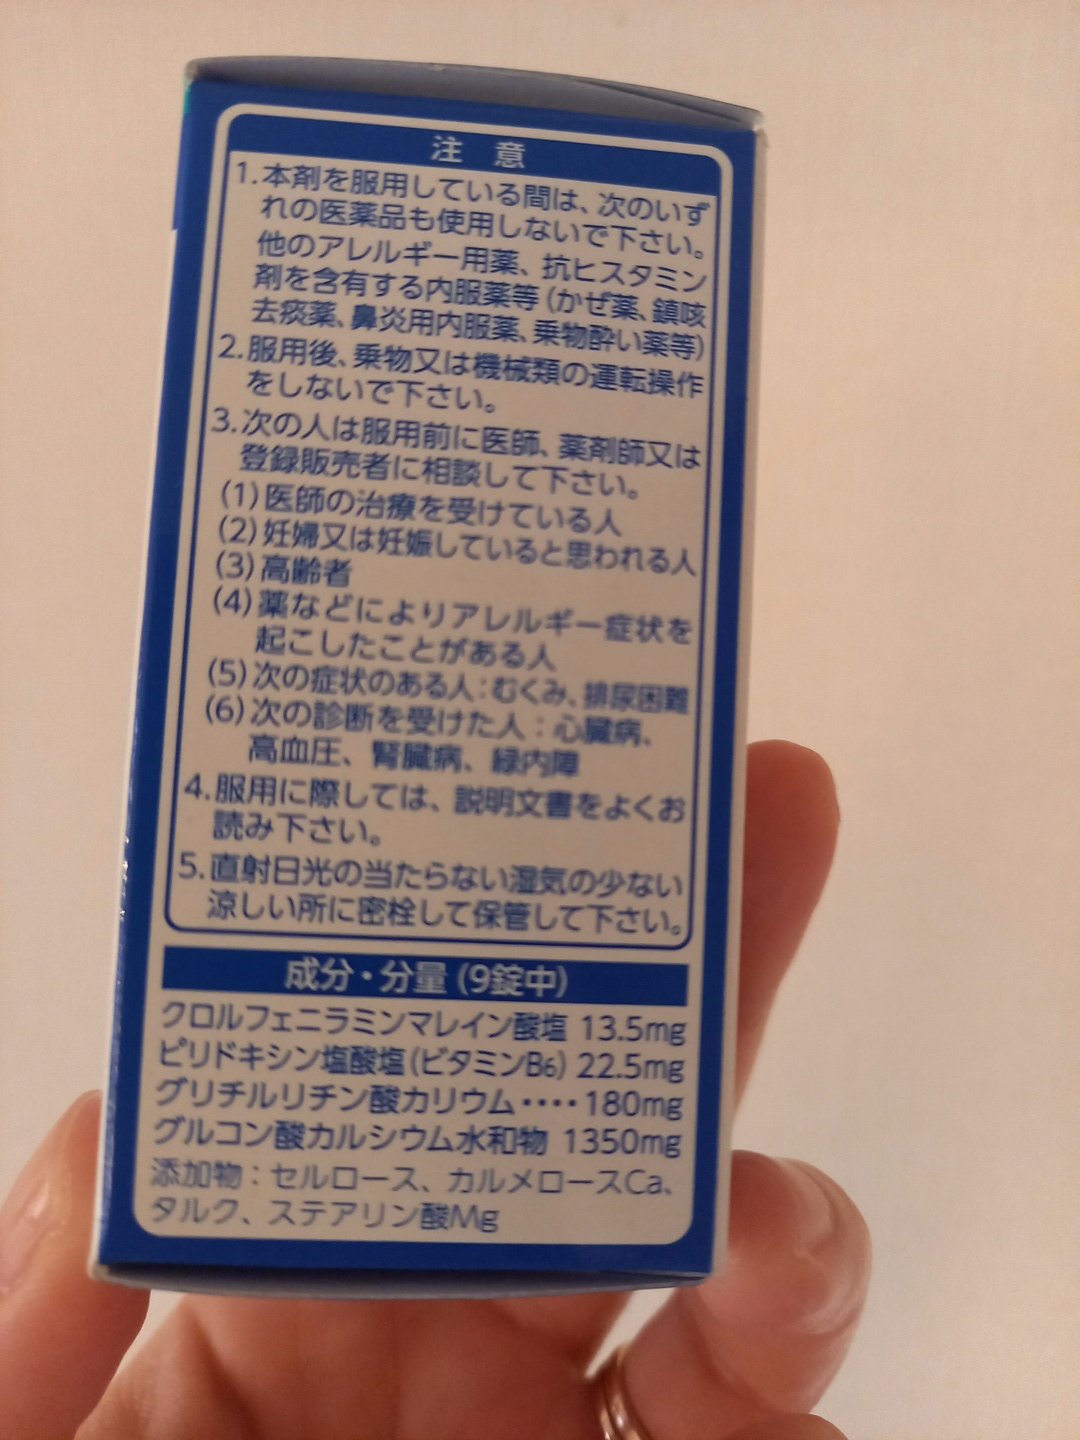 注 意
1.本剤を服用している間は、次のいず
れの医薬品も使用しないで下さい。
他のアレルギー用薬、抗ヒスタミン
剤を含有する内服薬等(かぜ薬、鎮咳
去痰薬、鼻炎用内服薬、乗物酔い薬等)
2.服用後、乗物又は機械類の運転操作
をしないで下さい。
3.次の人は服用前に医師、薬剤師又は
登録販売者に相談して下さい。
(1)医師の治療を受けている人
(2)妊婦又は妊娠していると思われる人
(3)高齢者
(4)薬などによりアレルギー症状を
起こしたことがある人
(5)次の症状のある人:むくみ、排尿困難
(6)次の診断を受けた人:心臓病、
高血圧、腎臓病、緑内障
4.服用に際しては、説明文書をよくお
読み下さい。
5.直射日光の当たらない湿気の少ない
涼しい所に密栓して保管して下さい。
成分・分量(9錠中)
クロルフェニラミンマレイン酸塩 13.5mg
ピリドキシン塩酸塩(ビタミンB6) 22.5mg
グリチルリチン酸カリウム‥‥180mg
グルコン酸カルシウム水和物 1350mg
添加物:セルロース、カルメロースCa、
タルク、ステアリン酸Mg